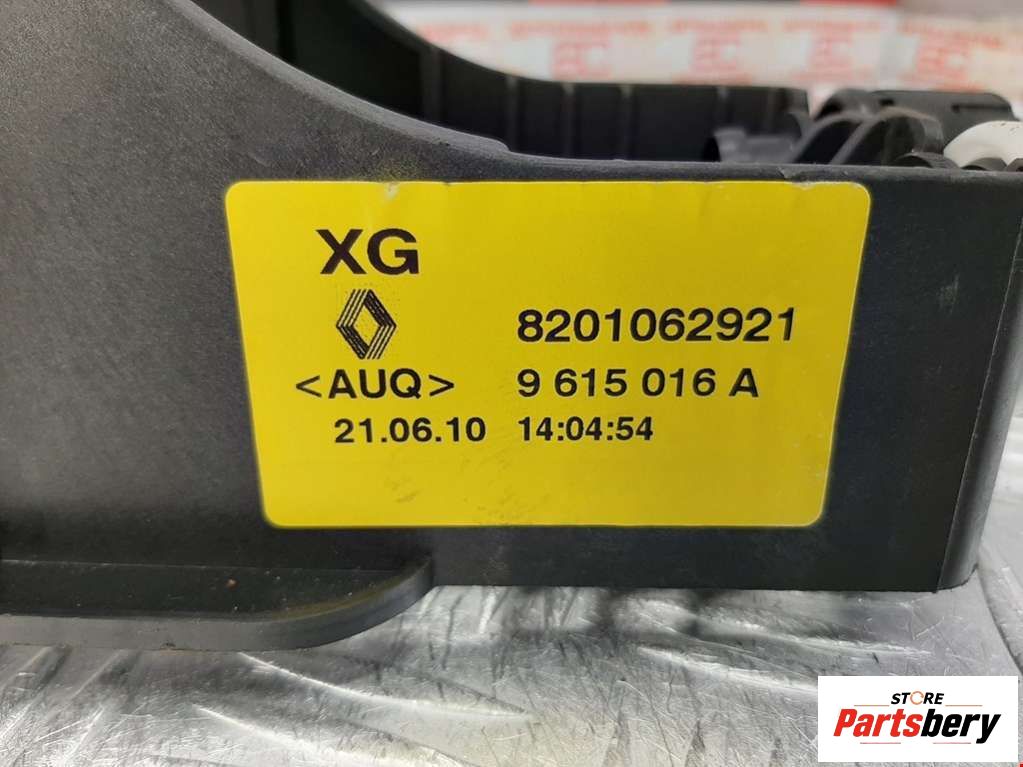 XG
8201062921
<AUQ> 9 615 016 A
21.06.10 14:04:54
STORE
Partsbery